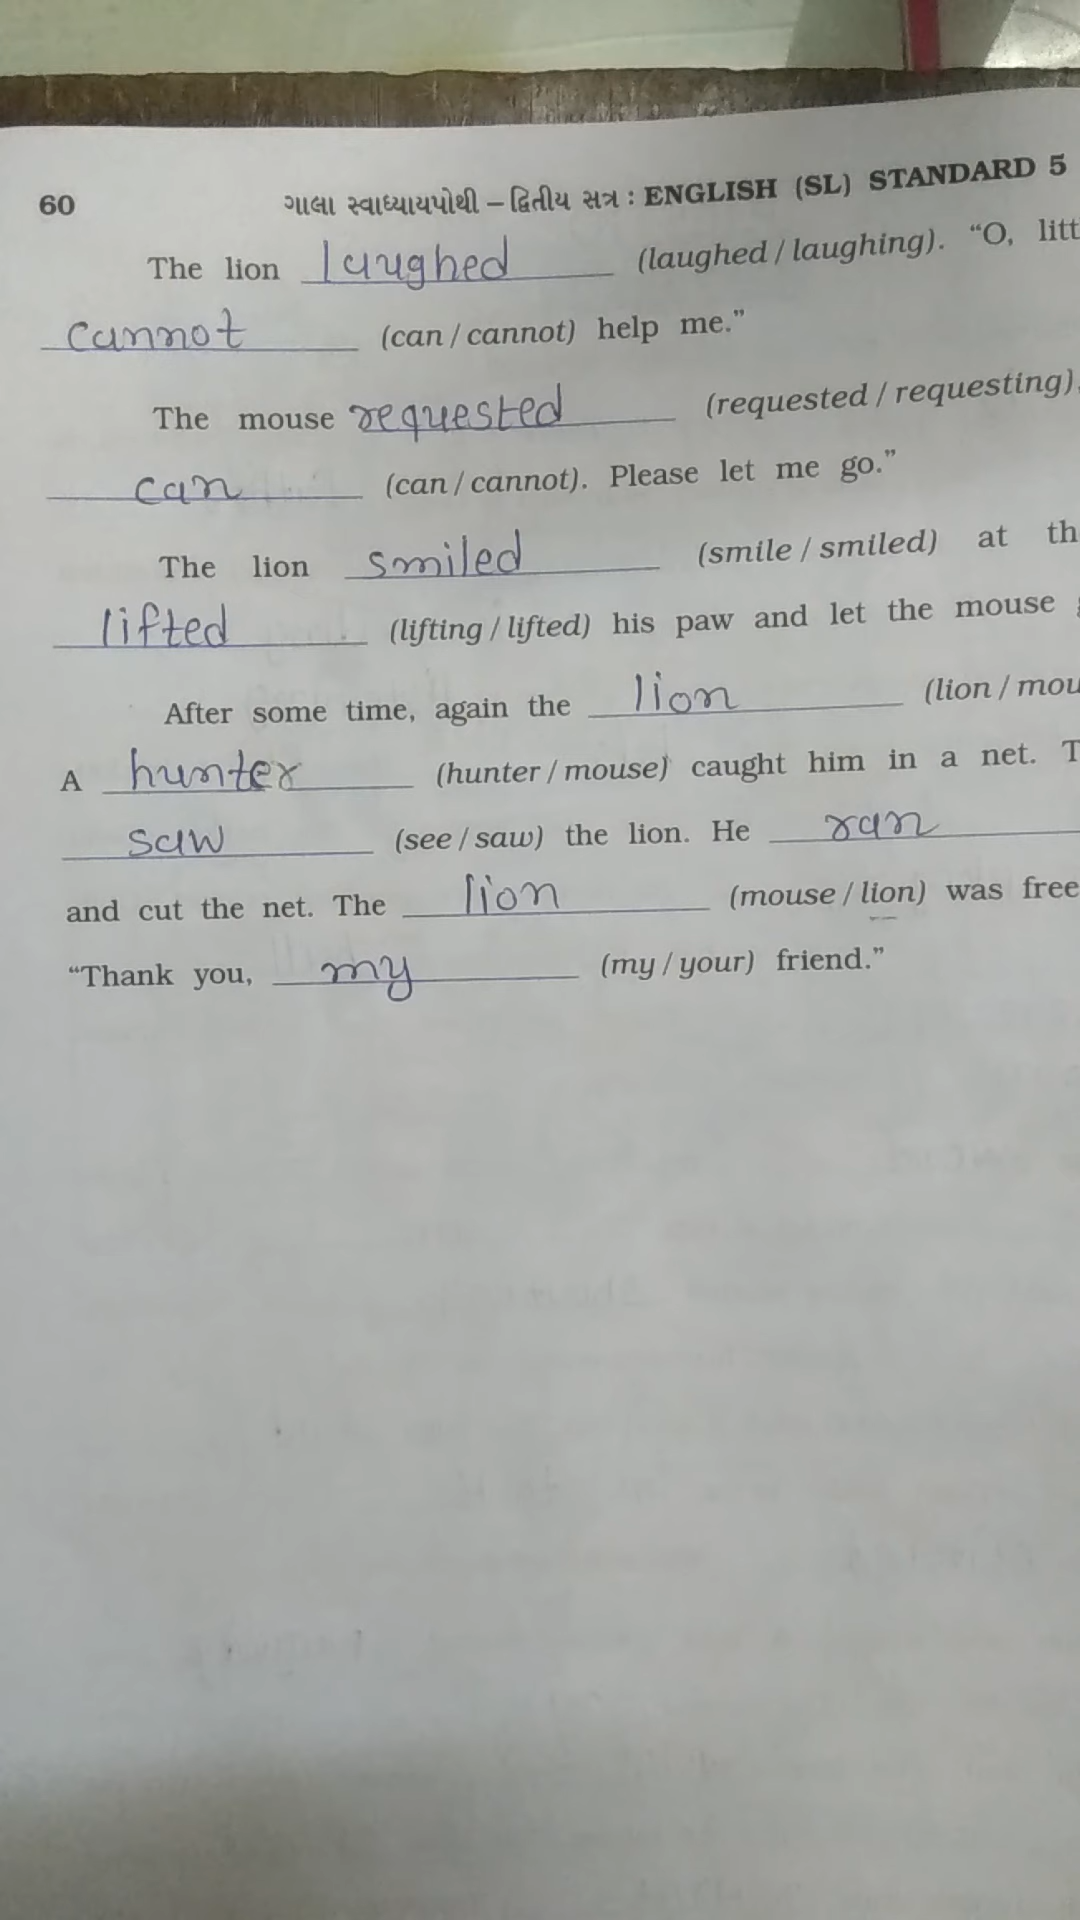 60 ગાલા સ્વાધ્યાયપોથી – દ્વિતીય સત્ર : ENGLISH (SL) STANDARD 5
The lion laughed (laughed / laughing). “O, litt
cannot (can / cannot) help me.”
The mouse requested (requested / requesting).
can (can / cannot). Please let me go.”
The lion smiled (smile / smiled) at th
lifted (lifting / lifted) his paw and let the mouse
After some time, again the lion (lion / mou
A hunter (hunter / mouse) caught him in a net. T
saw (see / saw) the lion. He ran
and cut the net. The lion (mouse / lion) was free
“Thank you, my (my / your) friend.”